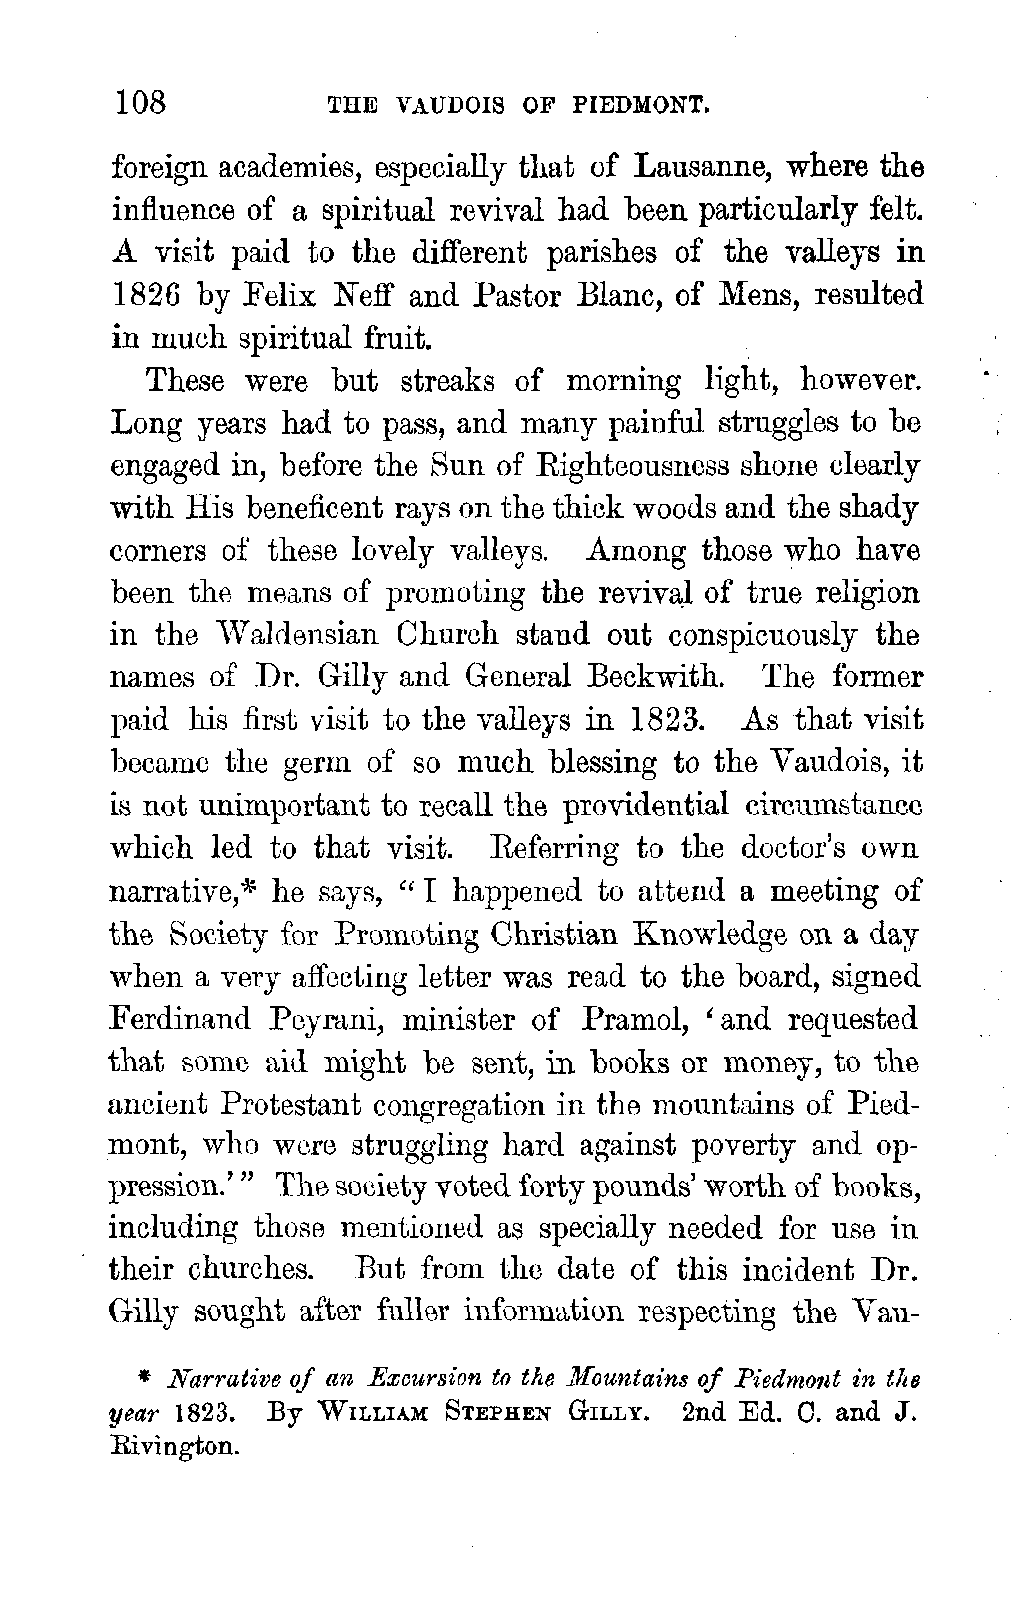 108 THE VAUDOIS OF PIEDMONT.
foreign academies, especially that of Lausanne, where the
influence of a spiritual revival had been particularly felt.
A visit paid to the different parishes of the valleys in
1826 by Felix Neff and Pastor Blanc, of Mens, resulted
in much spiritual fruit.
These were but streaks of morning light, however.
Long years had to pass, and many painful struggles to be
engaged in, before the Sun of Righteousness shone clearly
with His beneficent rays on the thick woods and the shady
corners of these lovely valleys. Among those who have
been the means of promoting the revival of true religion
in the Waldensian Church stand out conspicuously the
names of Dr. Gilly and General Beckwith. The former
paid his first visit to the valleys in 1823. As that visit
became the germ of so much blessing to the Vaudois, it
is not unimportant to recall the providential circumstance
which led to that visit. Referring to the doctor's own
narrative,* he says, "I happened to attend a meeting of
the Society for Promoting Christian Knowledge on a day
when a very affecting letter was read to the board, signed
Ferdinand Peyrani, minister of Pramol, 'and requested
that some aid might be sent, in books or money, to the
ancient Protestant congregation in the mountains of Pied-
mont, who were struggling hard against poverty and op-
pression.'" The society voted forty pounds' worth of books,
including those mentioned as specially needed for use in
their churches. But from the date of this incident Dr.
Gilly sought after fuller information respecting the Vau-
* Narrative of an Excursion to the Mountains of Piedmont in the
year 1823. By WILLIAM STEPHEN GILLY. 2nd Ed. C. and J.
Rivington.